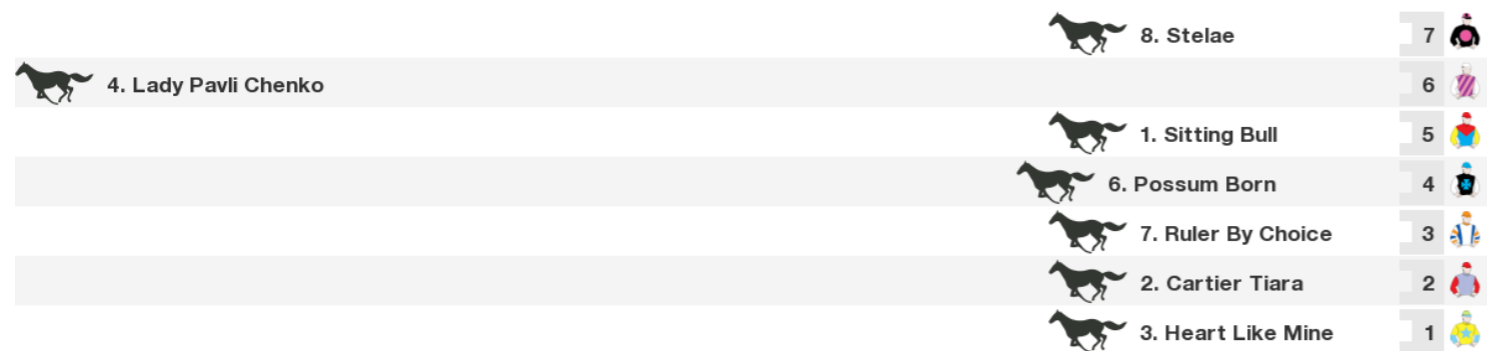 8. Stelae 7
4. Lady Pavli Chenko 6
1. Sitting Bull 5
6. Possum Born 4
7. Ruler By Choice 3
2. Cartier Tiara 2
3. Heart Like Mine 1